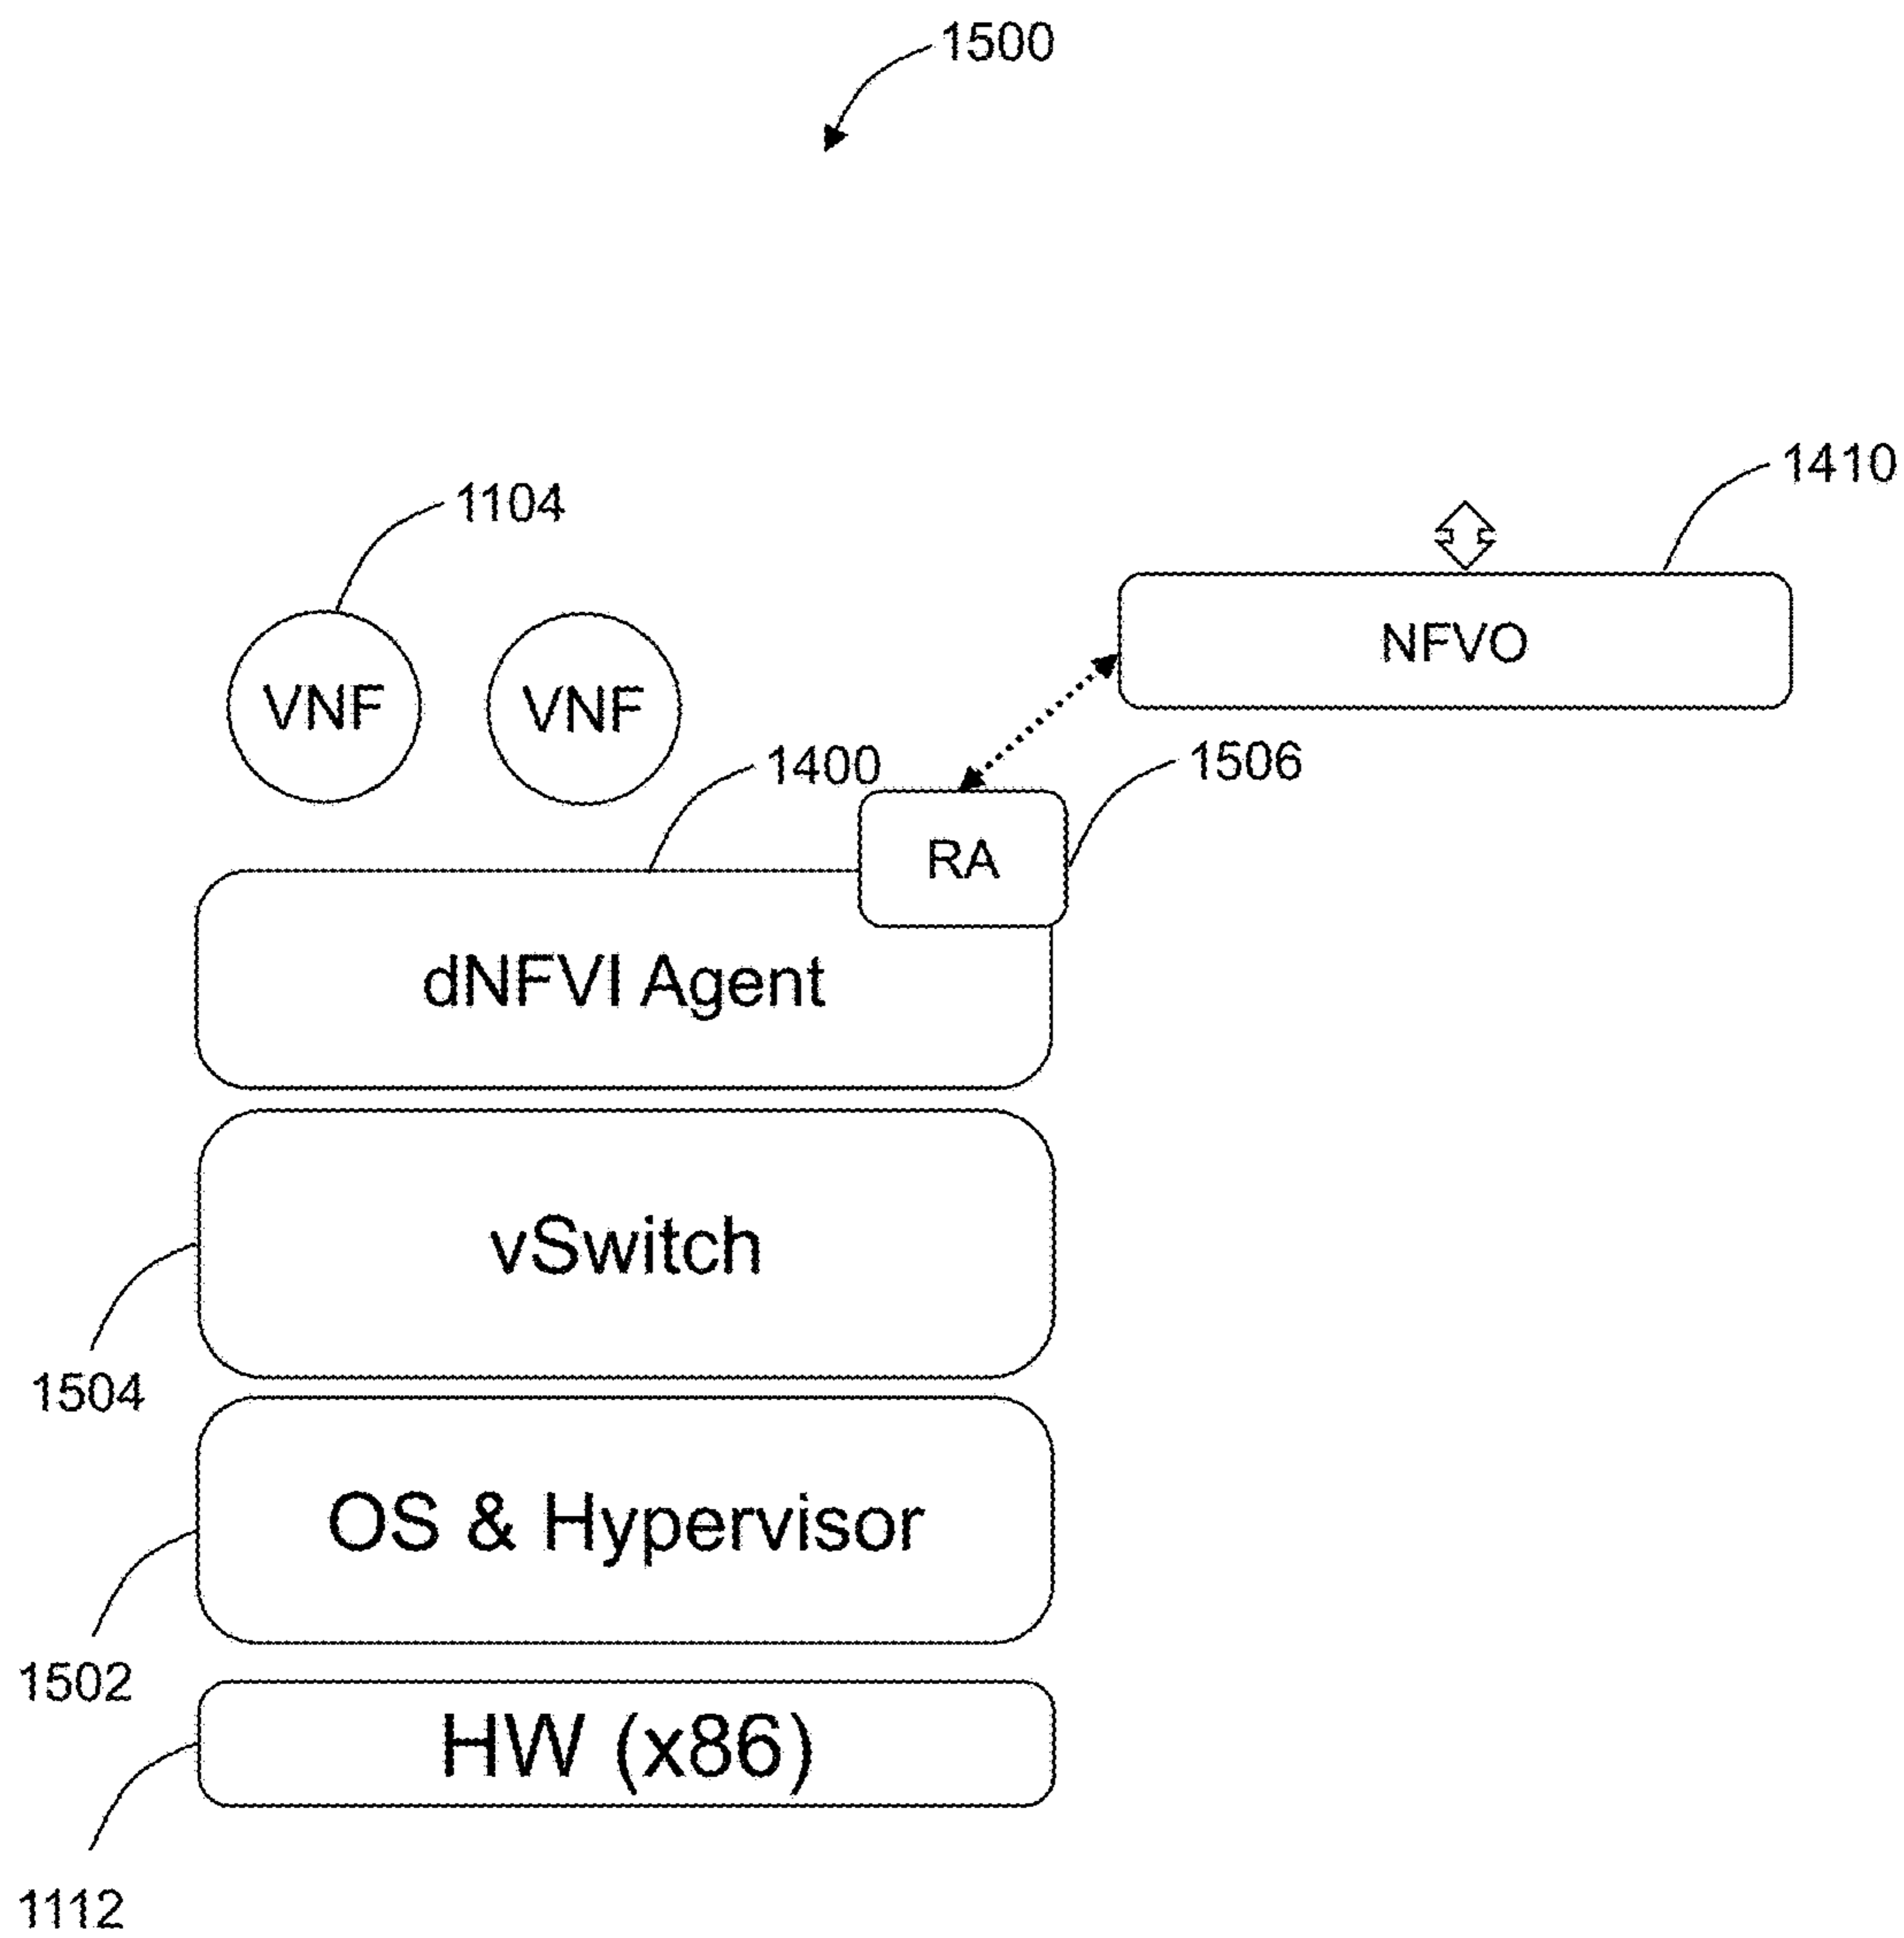 1500
1410
1104
NFVO
VNF
VNF
1400
1506
RA
dNFVI Agent
vSwitch
1504
OS & Hypervisor
1502
HW (x86)
1112